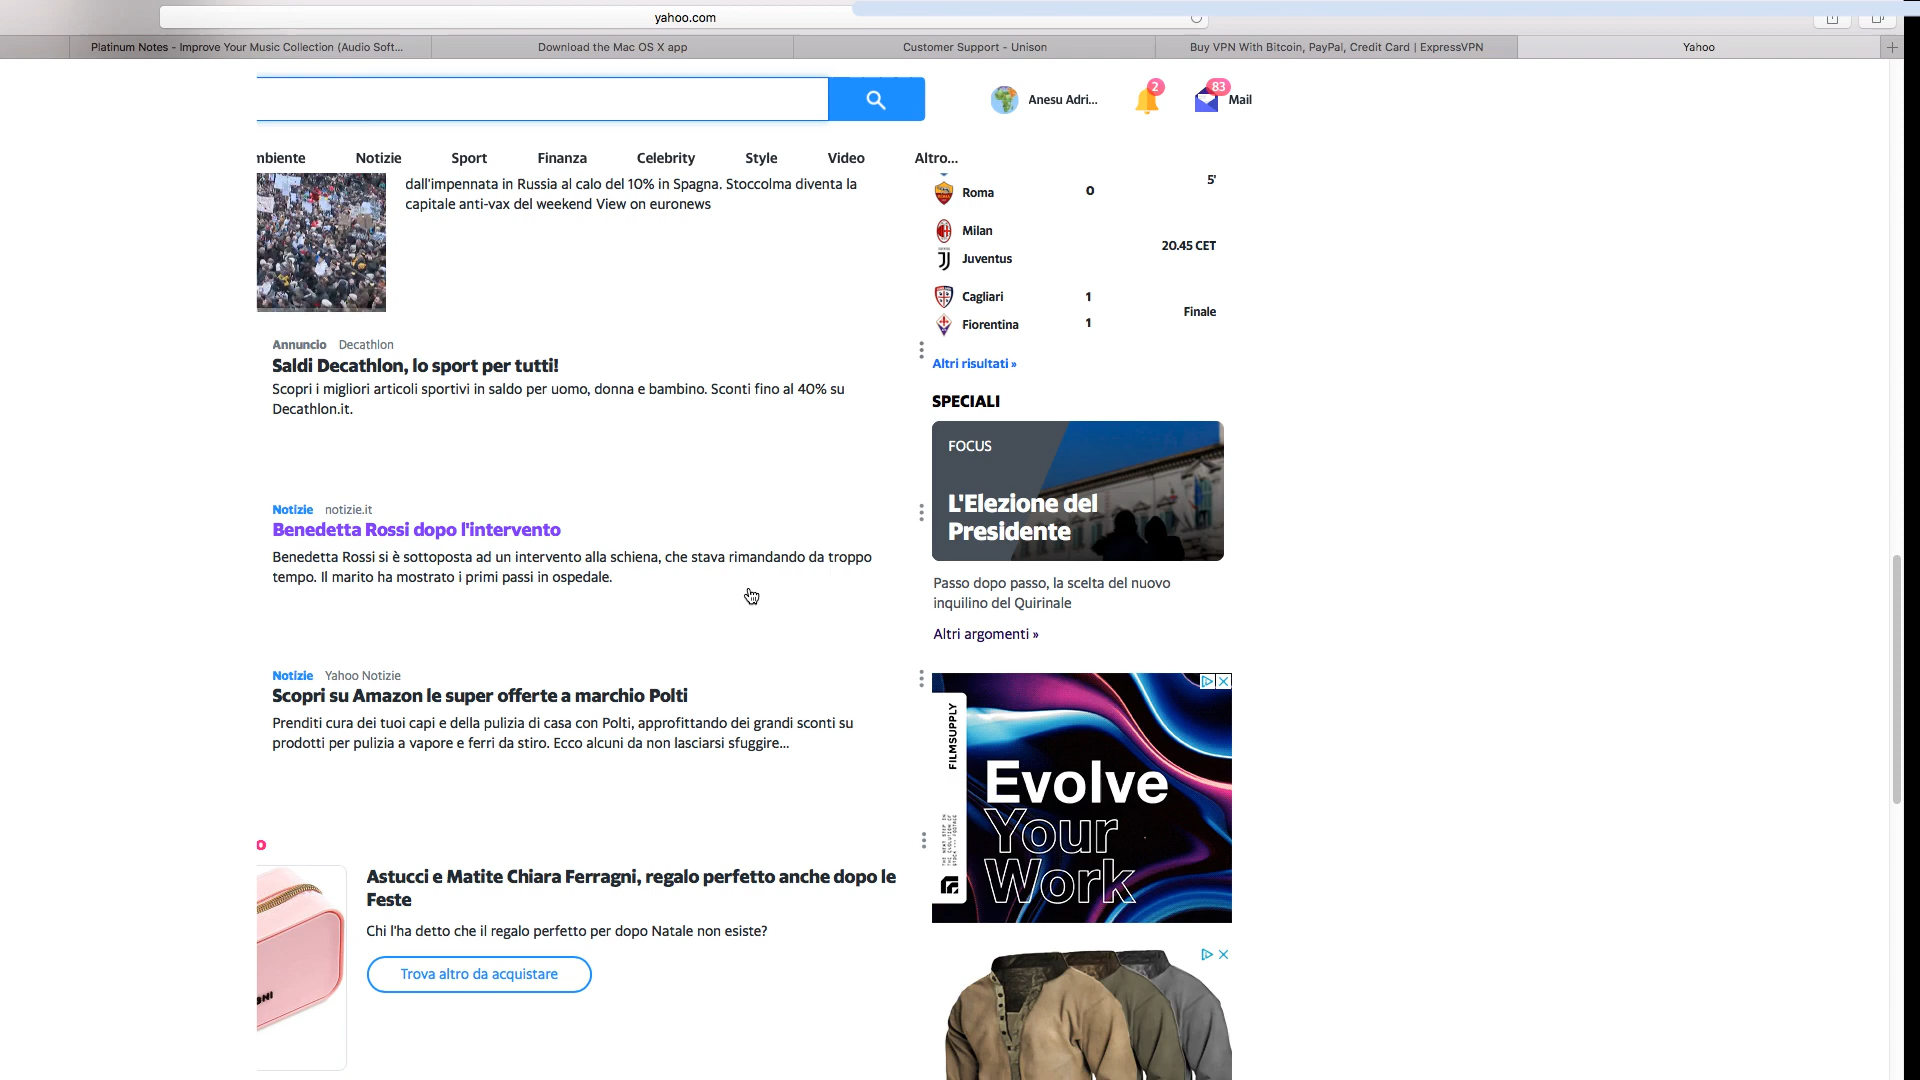 yahoo.com
Platinum Notes - Improve Your Music Collection (Audio Soft...
Download the Mac OS X app
Customer Support - Unison
Buy VPN With Bitcoin, PayPal, Credit Card | ExpressVPN
Yahoo
Anesu Adri...
2
83
Mail
mbiente
Notizie
Sport
Finanza
Celebrity
Style
Video
Altro...
dall'impennata in Russia al calo del 10% in Spagna. Stoccolma diventa la
capitale anti-vax del weekend View on euronews
Annuncio Decathlon
Saldi Decathlon, lo sport per tutti!
Scopri i migliori articoli sportivi in saldo per uomo, donna e bambino. Sconti fino al 40% su
Decathlon.it.
Notizie notizie.it
Benedetta Rossi dopo l'intervento
Benedetta Rossi si è sottoposta ad un intervento alla schiena, che stava rimandando da troppo
tempo. Il marito ha mostrato i primi passi in ospedale.
Notizie Yahoo Notizie
Scopri su Amazon le super offerte a marchio Polti
Prenditi cura dei tuoi capi e della pulizia di casa con Polti, approfittando dei grandi sconti su
prodotti per pulizia a vapore e ferri da stiro. Ecco alcuni da non lasciarsi sfuggire...
o
Astucci e Matite Chiara Ferragni, regalo perfetto anche dopo le
Feste
Chi l'ha detto che il regalo perfetto per dopo Natale non esiste?
Trova altro da acquistare
5'
Roma 0
Milan
20.45 CET
Juventus
Cagliari 1
Finale
Fiorentina 1
Altri risultati »
SPECIALI
FOCUS
L'Elezione del
Presidente
Passo dopo passo, la scelta del nuovo
inquilino del Quirinale
Altri argomenti »
FILMSUPPLY
Evolve
Your
Work